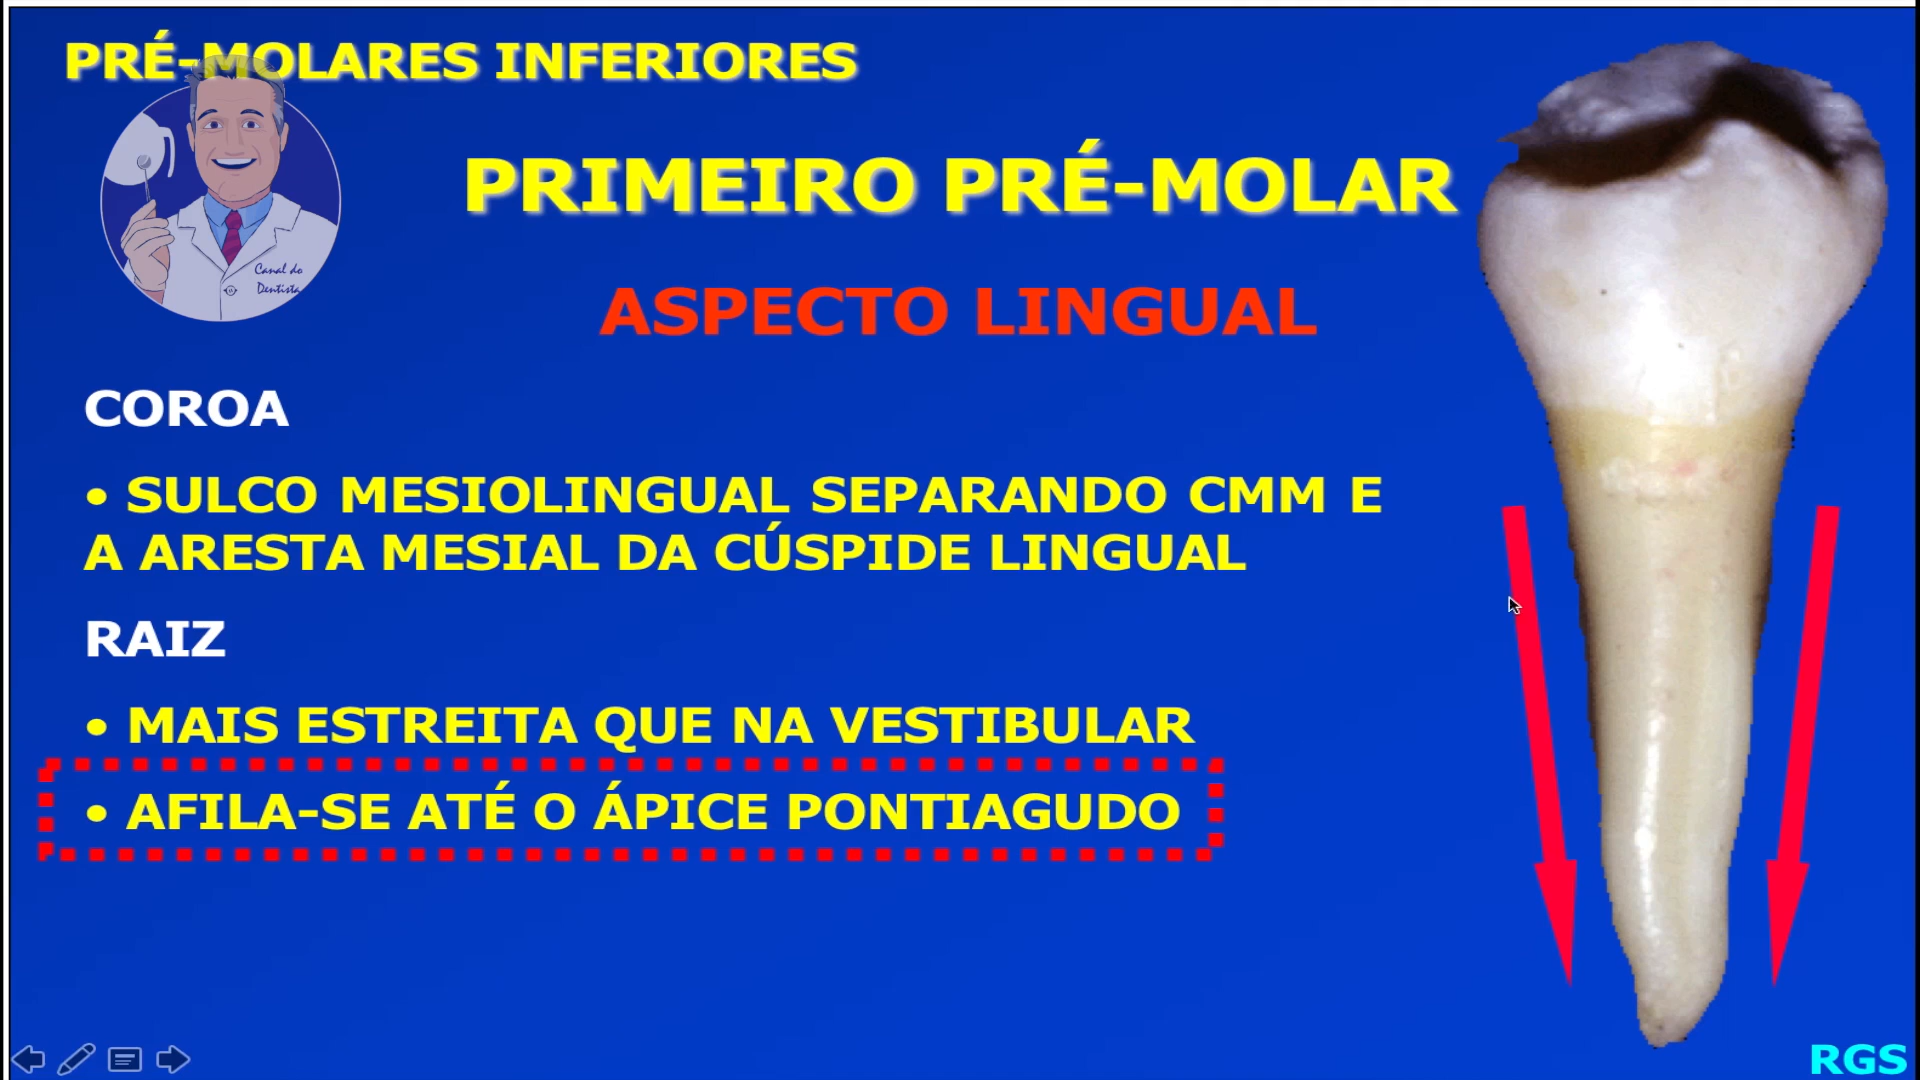 PRÉ-MOLARES INFERIORES
PRIMEIRO PRÉ-MOLAR
Canal do
Dentista
ASPECTO LINGUAL
COROA
• SULCO MESIOLINGUAL SEPARANDO CMM E
A ARESTA MESIAL DA CÚSPIDE LINGUAL
RAIZ
• MAIS ESTREITA QUE NA VESTIBULAR
• AFILA-SE ATÉ O ÁPICE PONTIAGUDO
RGS